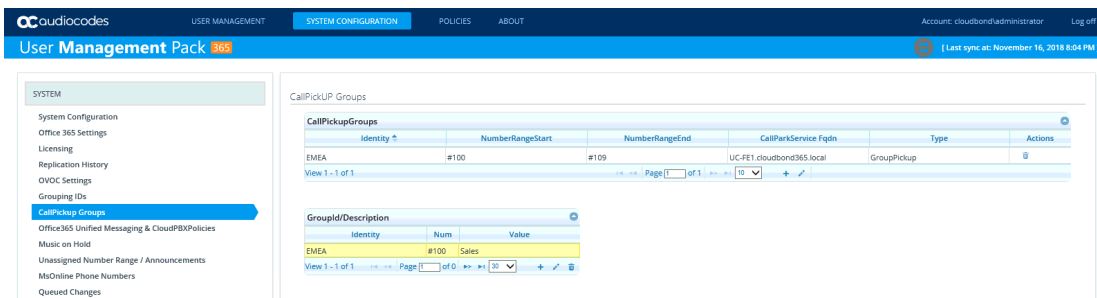 audiocodes USER MANAGEMENT SYSTEM CONFIGURATION POLICIES ABOUT Account: cloudbond\administrator Log off
User Management Pack 365 [ Last sync at: November 16, 2018 8:04 PM
SYSTEM
System Configuration
Office 365 Settings
Licensing
Replication History
OVOC Settings
Grouping IDs
CallPickup Groups
Office365 Unified Messaging & CloudPBXPolicies
Music on Hold
Unassigned Number Range / Announcements
MsOnline Phone Numbers
Queued Changes
CallPickUP Groups
CallPickupGroups
Identity NumberRangeStart NumberRangeEnd CallParkService Fqdn Type Actions
EMEA #100 #109 UC-FE1.cloudbond365.local GroupPickup
View 1 - 1 of 1 Page 1 of 1 10
GroupId/Description
Identity Num Value
EMEA #100 Sales
View 1 - 1 of 1 Page 1 of 0 30